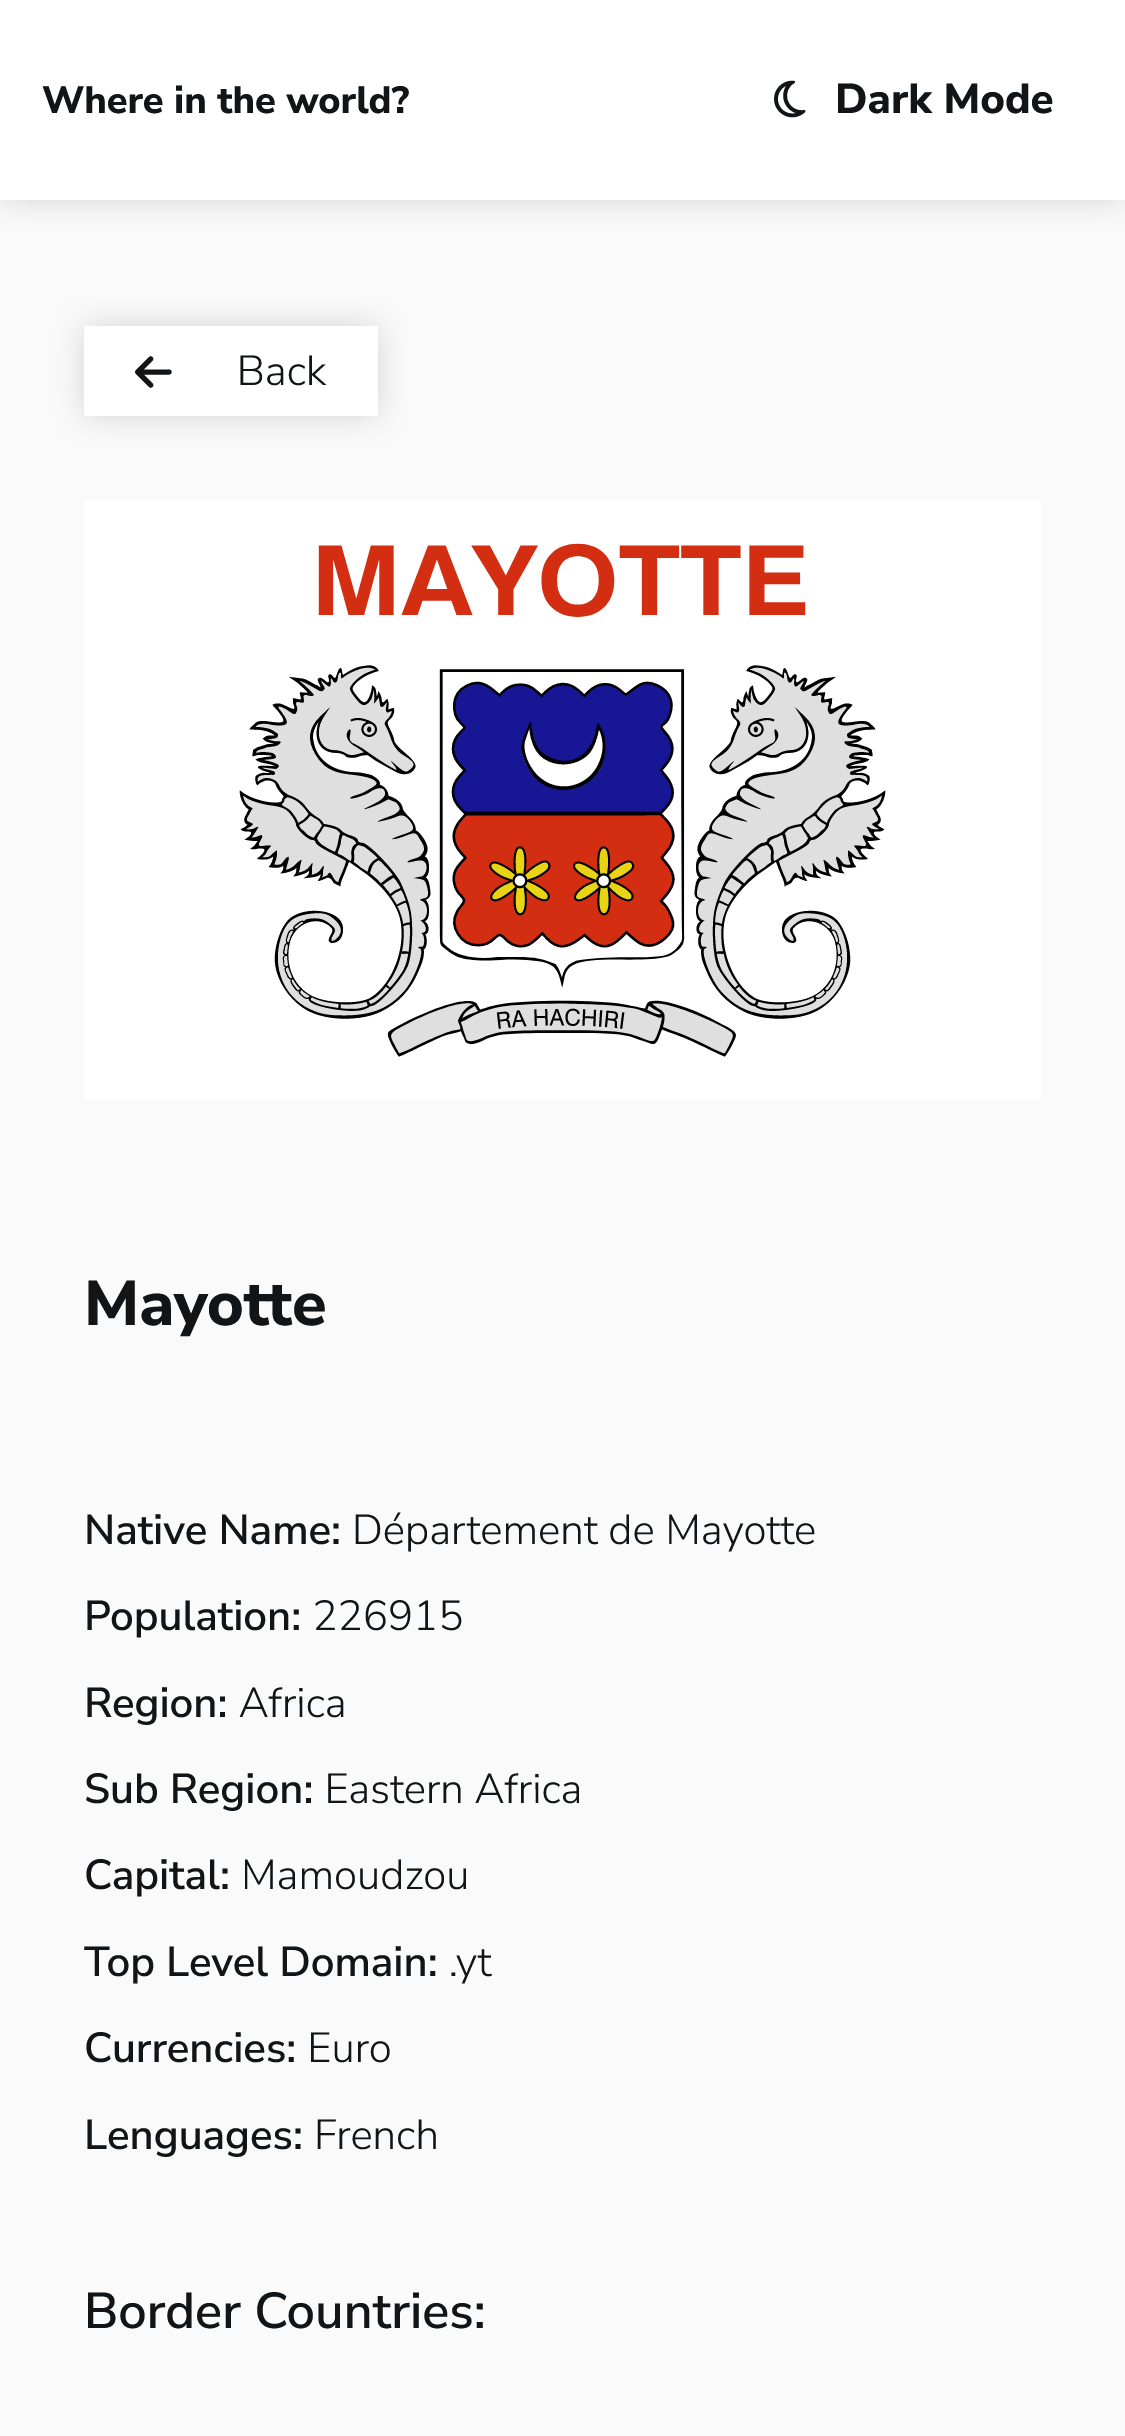 Where in the world?
Dark Mode
Back
MAYOTTE
RA HACHIRI
Mayotte
Native Name: Département de Mayotte
Population: 226915
Region: Africa
Sub Region: Eastern Africa
Capital: Mamoudzou
Top Level Domain: .yt
Currencies: Euro
Lenguages: French
Border Countries: